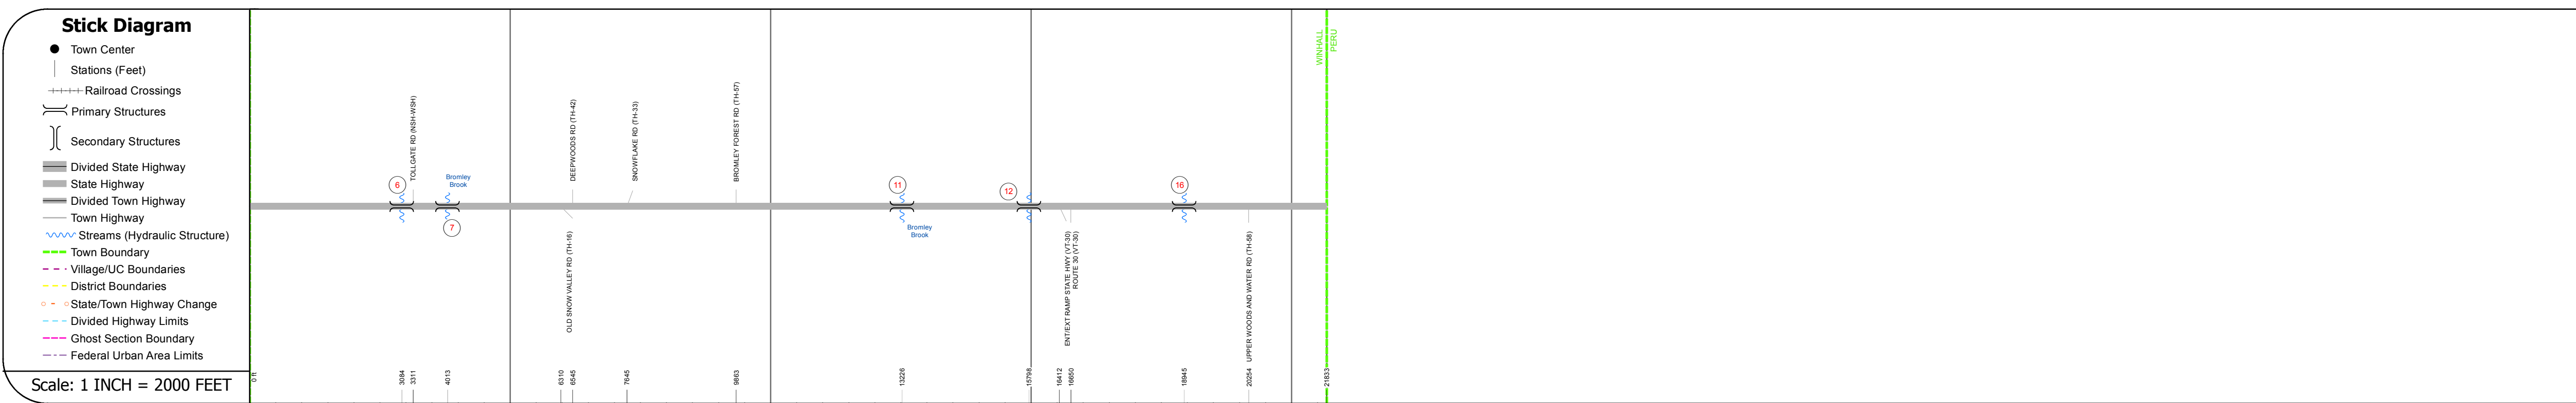 Stick Diagram
Town Center
Stations (Feet)
Railroad Crossings
Primary Structures
Secondary Structures
Divided State Highway
State Highway
Divided Town Highway
Town Highway
Streams (Hydraulic Structure)
Town Boundary
Village/UC Boundaries
District Boundaries
State/Town Highway Change
Divided Highway Limits
Ghost Section Boundary
Federal Urban Area Limits
Scale: 1 INCH = 2000 FEET
WINHALL
PERU
TOLLGATE RD (NSH-WSH)
DEEPWOODS RD (TH-42)
SNOWFLAKE RD (TH-33)
BROMLEY FOREST RD (TH-57)
6
Bromley
Brook
7
11
Bromley
Brook
12
16
OLD SNOW VALLEY RD (TH-16)
ENT/EXT RAMP STATE HWY (VT-30)
ROUTE 30 (VT-30)
UPPER WOODS AND WATER RD (TH-58)
0 ft
3084
3311
4013
6310
6545
7645
9863
13226
15798
16412
16650
18945
20254
21833